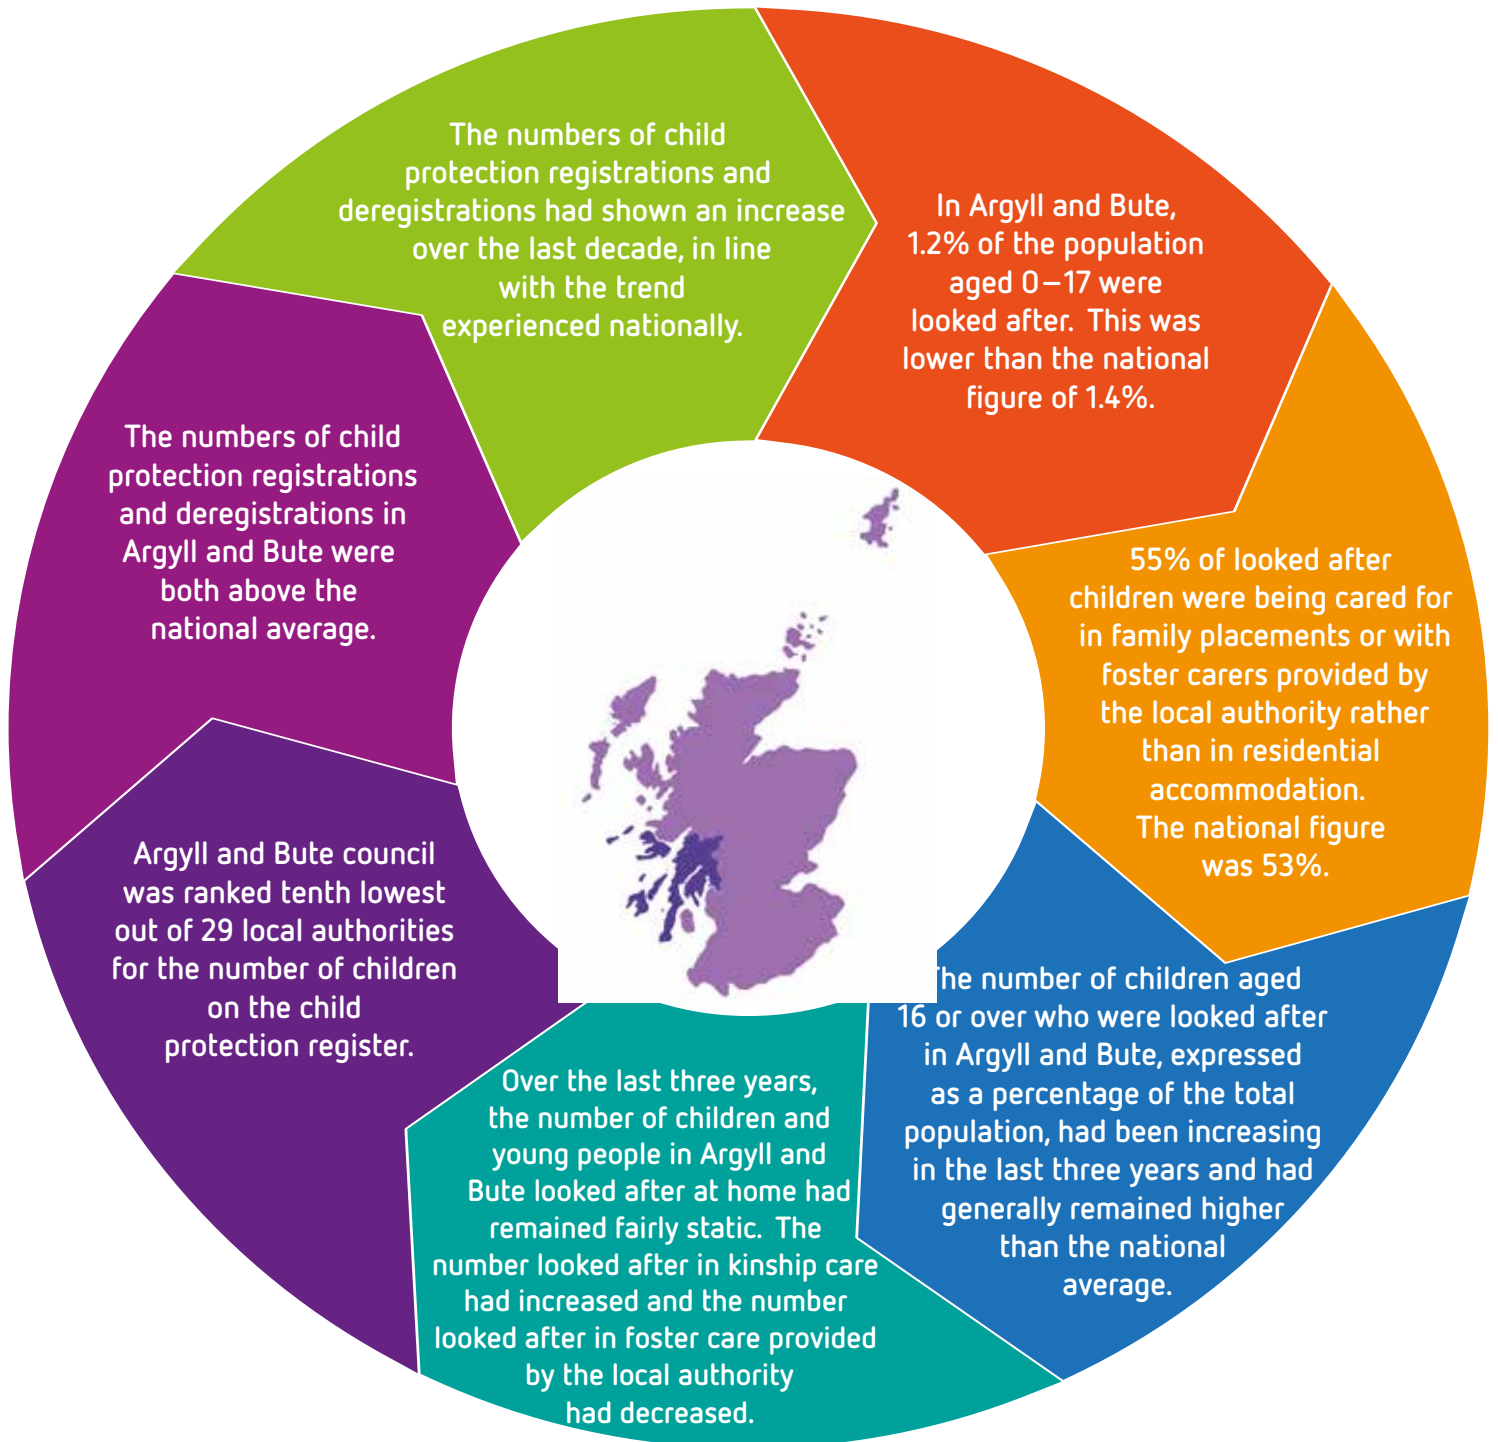 The numbers of child
protection registrations and
deregistrations had shown an increase
over the last decade, in line
with the trend
experienced nationally.
In Argyll and Bute,
1.2% of the population
aged 0–17 were
looked after. This was
lower than the national
figure of 1.4%.
55% of looked after
children were being cared for
in family placements or with
foster carers provided by
the local authority rather
than in residential
accommodation.
The national figure
was 53%.
The number of children aged
16 or over who were looked after
in Argyll and Bute, expressed
as a percentage of the total
population, had been increasing
in the last three years and had
generally remained higher
than the national
average.
Over the last three years,
the number of children and
young people in Argyll and
Bute looked after at home had
remained fairly static. The
number looked after in kinship care
had increased and the number
looked after in foster care provided
by the local authority
had decreased.
Argyll and Bute council
was ranked tenth lowest
out of 29 local authorities
for the number of children
on the child
protection register.
The numbers of child
protection registrations
and deregistrations in
Argyll and Bute were
both above the
national average.